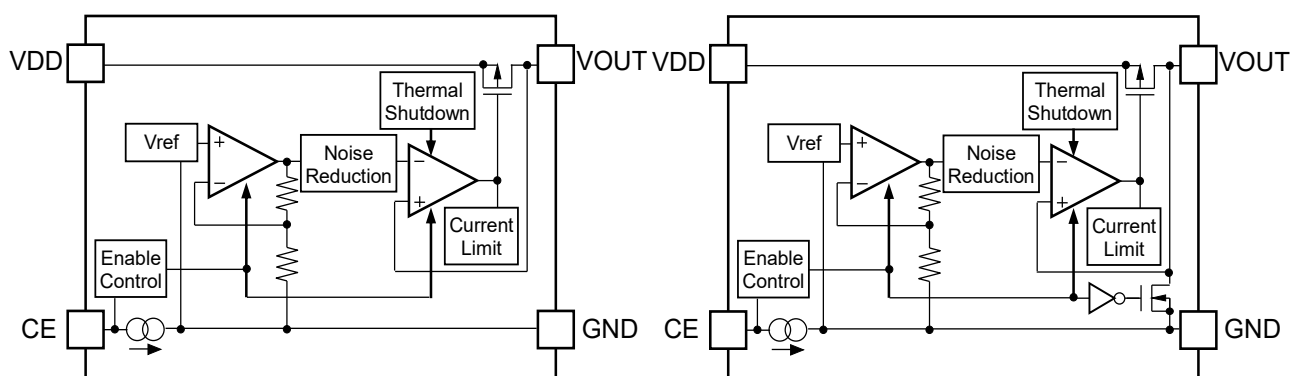 VDD
VOUT
Thermal
Shutdown
Vref
+
−
Noise
Reduction
−
+
Current
Limit
Enable
Control
CE
GND
VDD
VOUT
Thermal
Shutdown
Vref
+
−
Noise
Reduction
−
+
Current
Limit
Enable
Control
CE
GND